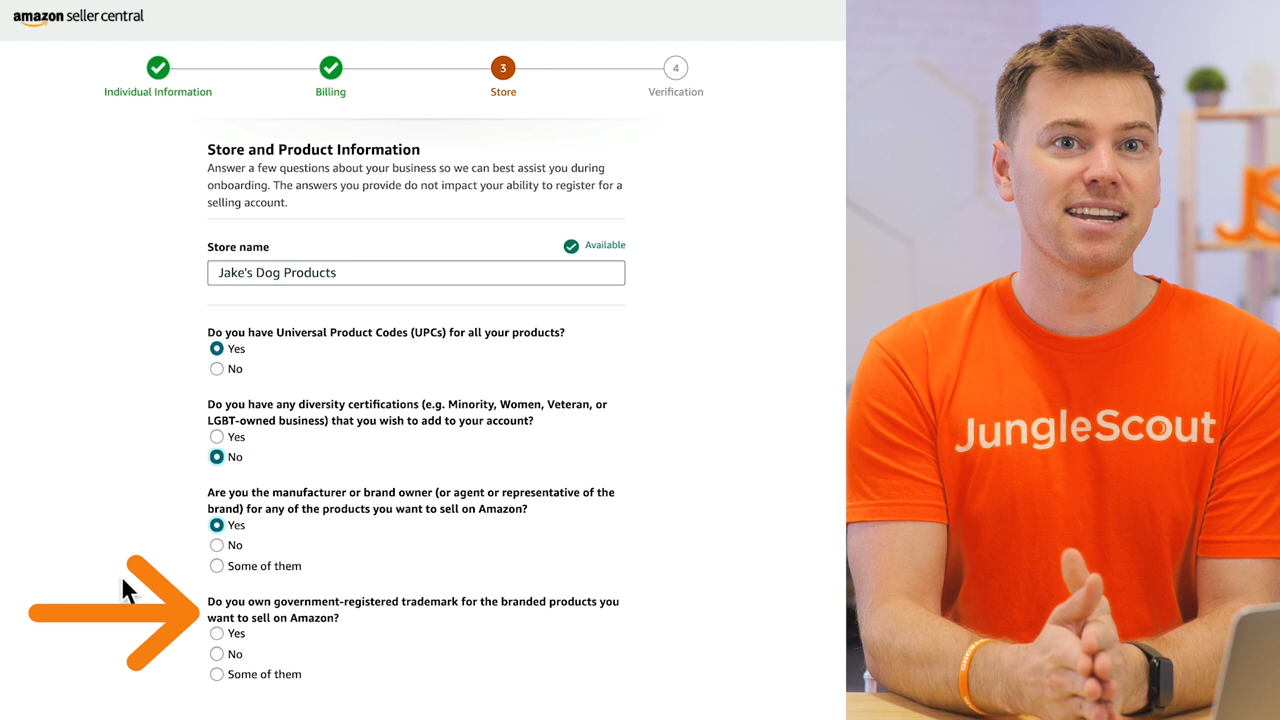 amazon seller central
3
4
Individual Information
Billing
Store
Verification
Store and Product Information
Answer a few questions about your business so we can best assist you during
onboarding. The answers you provide do not impact your ability to register for a
selling account.
Store name
Available
Jake's Dog Products
Do you have Universal Product Codes (UPCs) for all your products?
Yes
No
Do you have any diversity certifications (e.g. Minority, Women, Veteran, or
LGBT-owned business) that you wish to add to your account?
Yes
No
Are you the manufacturer or brand owner (or agent or representative of the
brand) for any of the products you want to sell on Amazon?
Yes
No
Some of them
Do you own government-registered trademark for the branded products you
want to sell on Amazon?
Yes
No
Some of them
JS
JungleScout